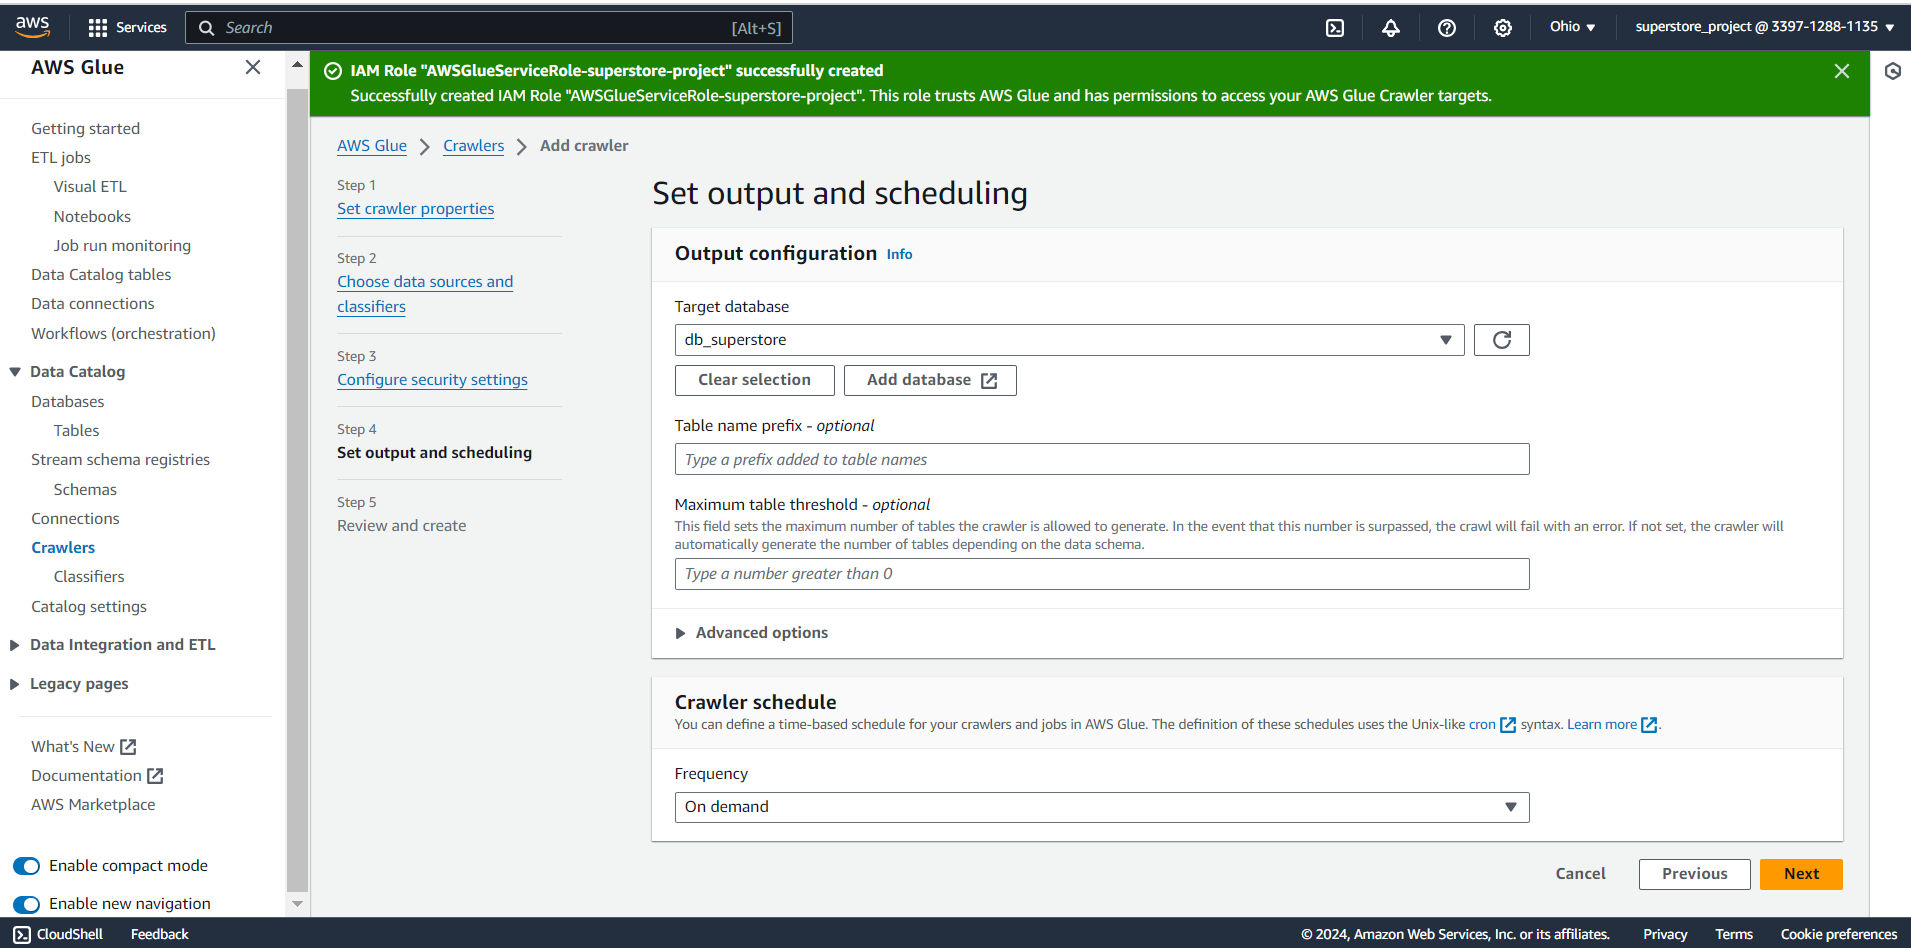 aws
Services
Search
[Alt+S]
Ohio
superstore_project @ 3397-1288-1135
AWS Glue
Getting started
ETL jobs
Visual ETL
Notebooks
Job run monitoring
Data Catalog tables
Data connections
Workflows (orchestration)
Data Catalog
Databases
Tables
Stream schema registries
Schemas
Connections
Crawlers
Classifiers
Catalog settings
Data Integration and ETL
Legacy pages
What's New
Documentation
AWS Marketplace
Enable compact mode
Enable new navigation
IAM Role "AWSGlueServiceRole-superstore-project" successfully created
Successfully created IAM Role "AWSGlueServiceRole-superstore-project". This role trusts AWS Glue and has permissions to access your AWS Glue Crawler targets.
AWS Glue
Crawlers
Add crawler
Step 1
Set crawler properties
Step 2
Choose data sources and
classifiers
Step 3
Configure security settings
Step 4
Set output and scheduling
Step 5
Review and create
Set output and scheduling
Output configuration Info
Target database
db_superstore
Clear selection
Add database
Table name prefix - optional
Type a prefix added to table names
Maximum table threshold - optional
This field sets the maximum number of tables the crawler is allowed to generate. In the event that this number is surpassed, the crawl will fail with an error. If not set, the crawler will
automatically generate the number of tables depending on the data schema.
Type a number greater than 0
Advanced options
Crawler schedule
You can define a time-based schedule for your crawlers and jobs in AWS Glue. The definition of these schedules uses the Unix-like cron syntax. Learn more.
Frequency
On demand
Cancel
Previous
Next
CloudShell
Feedback
© 2024, Amazon Web Services, Inc. or its affiliates.
Privacy
Terms
Cookie preferences